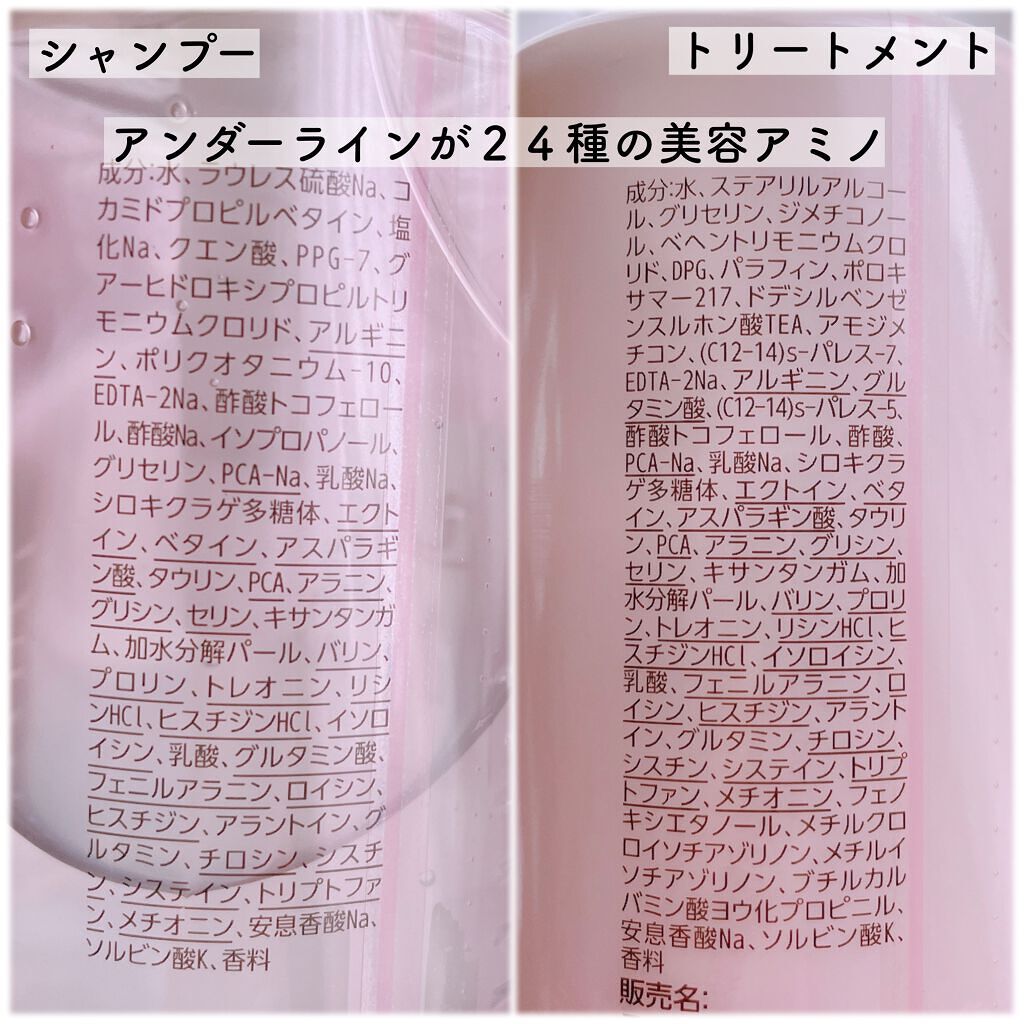 シャンプー
トリートメント
アンダーラインが24種の美容アミノ
成分:水、ラウレス硫酸Na、コ
カミドプロピルベタイン、塩
化Na、クエン酸、PPG-7、グ
アーヒドロキシプロピルトリ
モニウムクロリド、アルギニ
ン、ポリクオタニウム-10、
EDTA-2Na、酢酸トコフェロー
ル、酢酸Na、イソプロパノール、
グリセリン、PCA-Na、乳酸Na、
シロキクラゲ多糖体、エクト
イン、ベタイン、アスパラギ
ン酸、タウリン、PCA、アラニン、
グリシン、セリン、キサンタンガ
ム、加水分解パール、バリン、
プロリン、トレオニン、リシ
ンHCl、ヒスチジンHCl、イソロ
イシン、乳酸、グルタミン酸、
フェニルアラニン、ロイシン、
ヒスチジン、アラントイン、グ
ルタミン、チロシン、シスチ
ン、システイン、トリプトファ
ン、メチオニン、安息香酸Na、
ソルビン酸K、香料
成分:水、ステアリルアルコー
ル、グリセリン、ジメチコノー
ル、ベヘントリモニウムクロ
リド、DPG、パラフィン、ポロキ
サマー217、ドデシルベンゼ
ンスルホン酸TEA、アモジメ
チコン、(C12-14)s-パレス-7、
EDTA-2Na、アルギニン、グル
タミン酸、(C12-14)s-パレス-5、
酢酸トコフェロール、酢酸、
PCA-Na、乳酸Na、シロキクラ
ゲ多糖体、エクトイン、ベタ
イン、アスパラギン酸、タウリ
ン、PCA、アラニン、グリシン、
セリン、キサンタンガム、加
水分解パール、バリン、プロリ
ン、トレオニン、リシンHCl、ヒ
スチジンHCl、イソロイシン、
乳酸、フェニルアラニン、ロ
イシン、ヒスチジン、アラント
イン、グルタミン、チロシン、
シスチン、システイン、トリプ
トファン、メチオニン、フェノ
キシエタノール、メチルクロ
ロイソチアゾリノン、メチルイ
ソチアゾリノン、ブチルカル
バミン酸ヨウ化プロピニル、
安息香酸Na、ソルビン酸K、
香料
販売名: